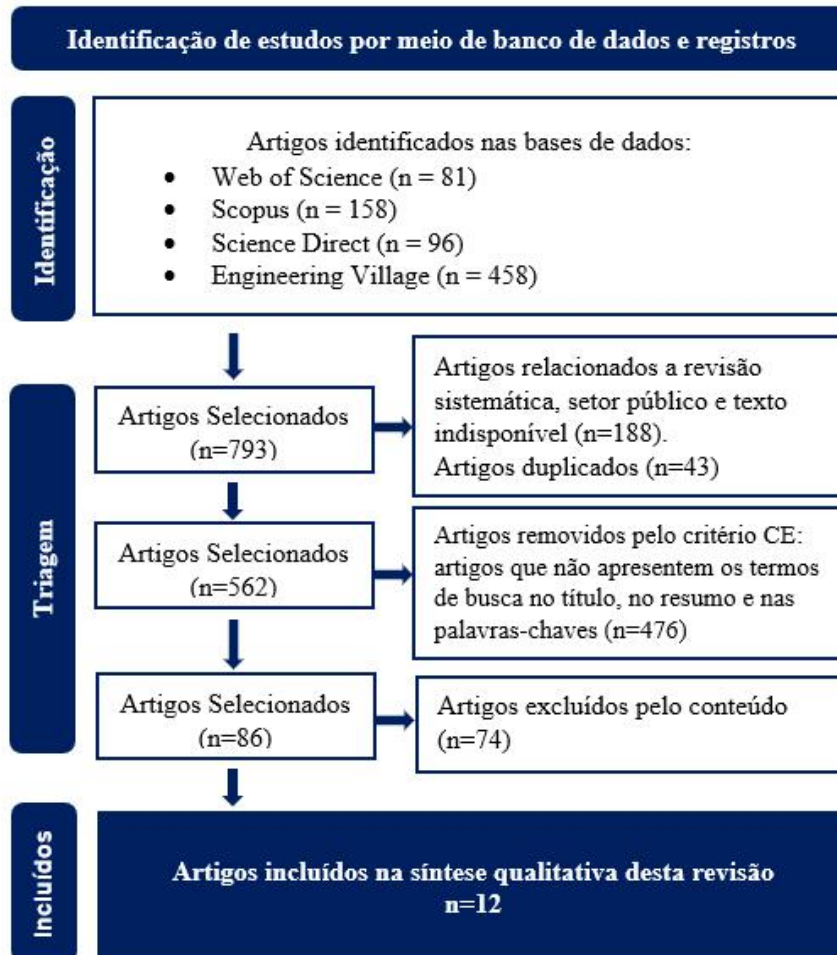 Identificação de estudos por meio de banco de dados e registros
Identificação
Artigos identificados nas bases de dados:
• Web of Science (n = 81)
• Scopus (n = 158)
• Science Direct (n = 96)
• Engineering Village (n = 458)
Triagem
Artigos Selecionados
(n=793)
Artigos relacionados a revisão
sistemática, setor público e texto
indisponível (n=188).
Artigos duplicados (n=43)
Artigos Selecionados
(n=562)
Artigos removidos pelo critério CE:
artigos que não apresentem os termos
de busca no título, no resumo e nas
palavras-chaves (n=476)
Artigos Selecionados
(n=86)
Artigos excluídos pelo conteúdo
(n=74)
Incluídos
Artigos incluídos na síntese qualitativa desta revisão
n=12